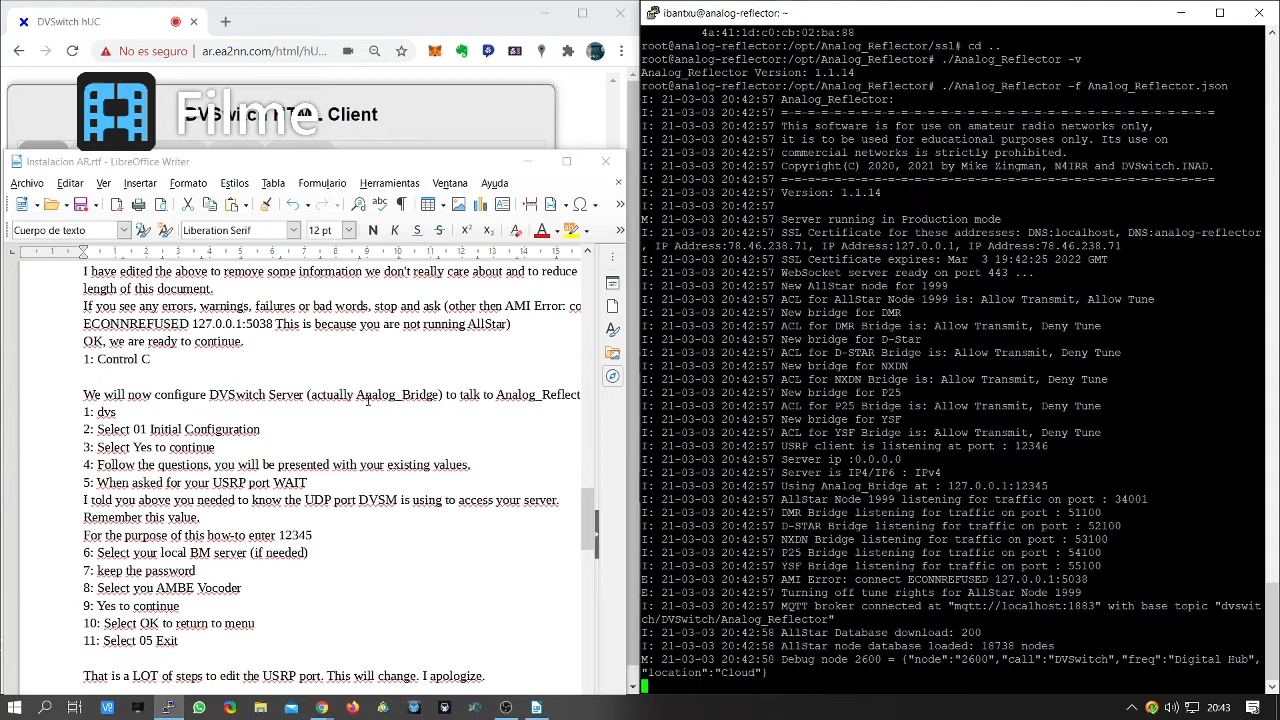 DVSwitch hUC
No es seguro
ar.ea2nn.com/html/hU...
Filme
Client
Instalacion AR.rtf - LibreOffice Writer
Archivo Editar Ver Insertar Formato Estilos Tabla Formulario Herramientas Ventana Ayuda
Cuerpo de texto
Liberation Serif
12 pt
I have edited the above to remove some information we don't really care about and to reduce
length of this document.
If you see any errors, warnings, failures or bad words stop and ask (other then AMI Error: co
ECONNREFUSED 127.0.0.1:5038 This is because you are not running AllStar)
OK, we are ready to continue.
1: Control C
We will now configure DVSwitch Server (actually Analog_Bridge) to talk to Analog_Reflect
1: dvs
2: Select 01 Initial Configuration
3: Select Yes to continue
4: Follow the questions, you will be presented with your existing values,
5: When asked for your USRP port WAIT
I told you above you needed to know the UDP port DVSM is using to access your server.
Remember this value,
For the purpose of this howto enter 12345
6: Select your local BM server (if needed)
7: keep the password
8: Select you AMBE Vocoder
9: Yes to continue
10: Select OK to return to menu
11: Select 05 Exit
That is a LOT of setup to set the USRP port. This will change. I apologize.
ibantxu@analog-reflector: ~
4a:41:1d:c0:cb:02:ba:88
root@analog-reflector:/opt/Analog_Reflector/ssl# cd ..
root@analog-reflector:/opt/Analog_Reflector# ./Analog_Reflector -v
Analog_Reflector Version: 1.1.14
root@analog-reflector:/opt/Analog_Reflector# ./Analog_Reflector -f Analog_Reflector.json
I: 21-03-03 20:42:57 Analog_Reflector:
I: 21-03-03 20:42:57 =-=-=-=-=-=-=-=-=-=-=-=-=-=-=-=-=-=-=-=-=-=-=-=-=-=-=-=-=-=-=-=-=
I: 21-03-03 20:42:57 This software is for use on amateur radio networks only,
I: 21-03-03 20:42:57 it is to be used for educational purposes only. Its use on
I: 21-03-03 20:42:57 commercial networks is strictly prohibited.
I: 21-03-03 20:42:57 Copyright(C) 2020, 2021 by Mike Zingman, N4IRR and DVSwitch.INAD.
I: 21-03-03 20:42:57 =-=-=-=-=-=-=-=-=-=-=-=-=-=-=-=-=-=-=-=-=-=-=-=-=-=-=-=-=-=-=-=-=
I: 21-03-03 20:42:57 Version: 1.1.14
I: 21-03-03 20:42:57
M: 21-03-03 20:42:57 Server running in Production mode
I: 21-03-03 20:42:57 SSL Certificate for these addresses: DNS:localhost, DNS:analog-reflector
, IP Address:78.46.238.71, IP Address:127.0.0.1, IP Address:78.46.238.71
I: 21-03-03 20:42:57 SSL Certificate expires: Mar  3 19:42:25 2022 GMT
I: 21-03-03 20:42:57 WebSocket server ready on port 443 ...
I: 21-03-03 20:42:57 New AllStar node for 1999
I: 21-03-03 20:42:57 ACL for AllStar Node 1999 is: Allow Transmit, Allow Tune
I: 21-03-03 20:42:57 New bridge for DMR
I: 21-03-03 20:42:57 ACL for DMR Bridge is: Allow Transmit, Deny Tune
I: 21-03-03 20:42:57 New bridge for D-Star
I: 21-03-03 20:42:57 ACL for D-STAR Bridge is: Allow Transmit, Deny Tune
I: 21-03-03 20:42:57 New bridge for NXDN
I: 21-03-03 20:42:57 ACL for NXDN Bridge is: Allow Transmit, Deny Tune
I: 21-03-03 20:42:57 New bridge for P25
I: 21-03-03 20:42:57 ACL for P25 Bridge is: Allow Transmit, Deny Tune
I: 21-03-03 20:42:57 New bridge for YSF
I: 21-03-03 20:42:57 ACL for YSF Bridge is: Allow Transmit, Deny Tune
I: 21-03-03 20:42:57 USRP client is listening at port : 12346
I: 21-03-03 20:42:57 Server ip :0.0.0.0
I: 21-03-03 20:42:57 Server is IP4/IP6 : IPv4
I: 21-03-03 20:42:57 Using Analog_Bridge at : 127.0.0.1:12345
I: 21-03-03 20:42:57 AllStar Node 1999 listening for traffic on port : 34001
I: 21-03-03 20:42:57 DMR Bridge listening for traffic on port : 51100
I: 21-03-03 20:42:57 D-STAR Bridge listening for traffic on port : 52100
I: 21-03-03 20:42:57 NXDN Bridge listening for traffic on port : 53100
I: 21-03-03 20:42:57 P25 Bridge listening for traffic on port : 54100
I: 21-03-03 20:42:57 YSF Bridge listening for traffic on port : 55100
E: 21-03-03 20:42:57 AMI Error: connect ECONNREFUSED 127.0.0.1:5038
E: 21-03-03 20:42:57 Turning off tune rights for AllStar Node 1999
I: 21-03-03 20:42:57 MQTT broker connected at "mqtt://localhost:1883" with base topic "dvswit
ch/DVSwitch/Analog_Reflector"
I: 21-03-03 20:42:58 AllStar Database download: 200
I: 21-03-03 20:42:58 AllStar node database loaded: 18738 nodes
M: 21-03-03 20:42:58 Debug node 2600 = {"node":"2600","call":"DVSwitch","freq":"Digital Hub",
"location":"Cloud"}
20:43